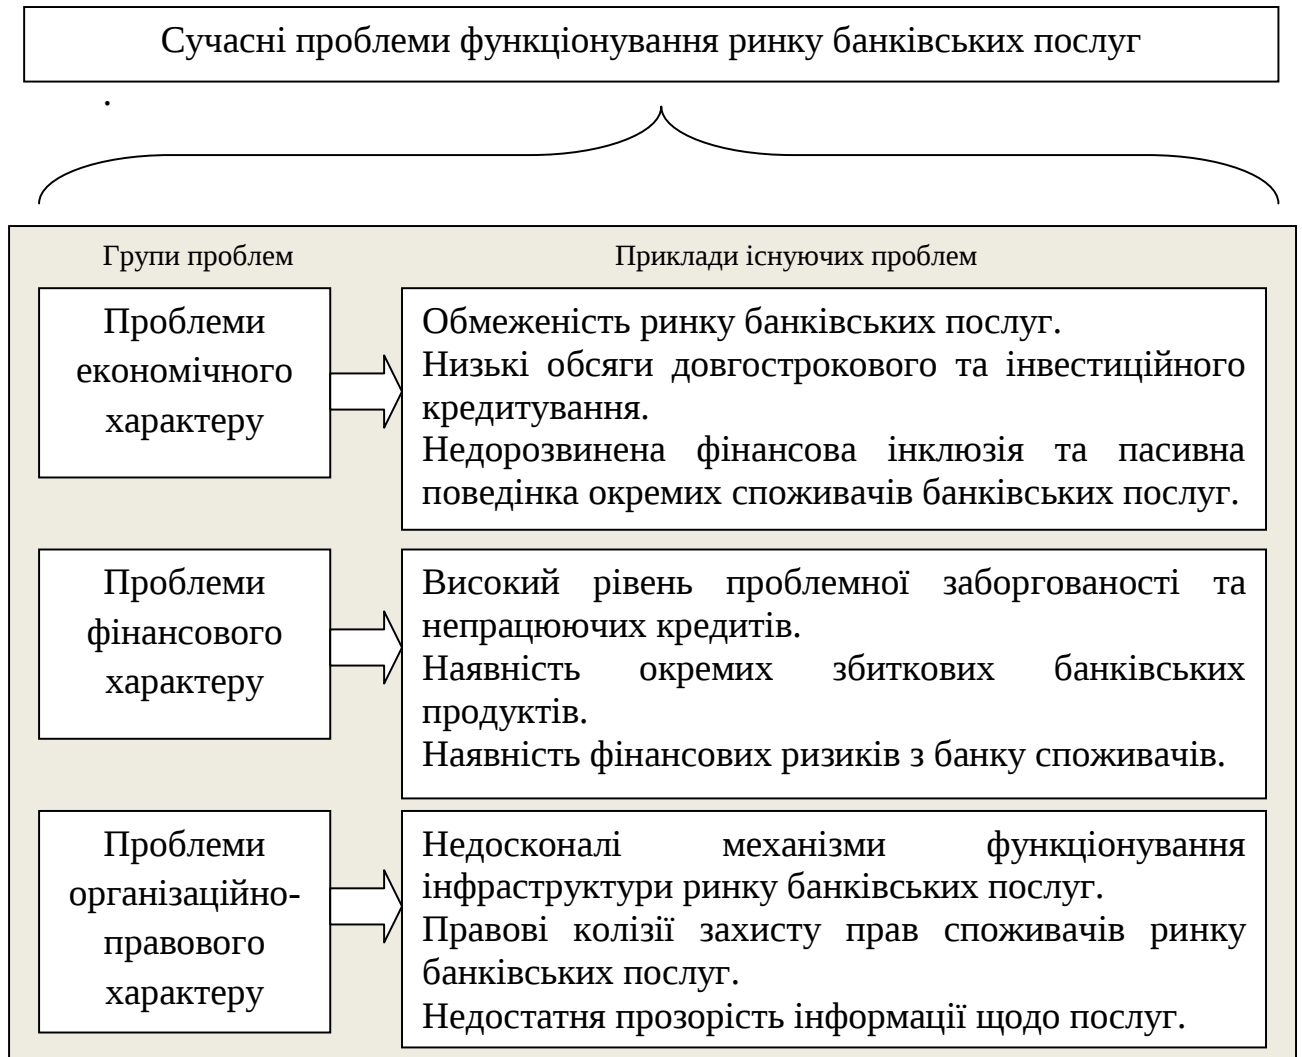 Сучасні проблеми функціонування ринку банківських послуг
.
Групи проблем
Приклади існуючих проблем
Проблеми
економічного
характеру
Обмеженість ринку банківських послуг.
Низькі обсяги довгострокового та інвестиційного
кредитування.
Недорозвинена фінансова інклюзія та пасивна
поведінка окремих споживачів банківських послуг.
Проблеми
фінансового
характеру
Високий рівень проблемної заборгованості та
непрацюючих кредитів.
Наявність окремих збиткових банківських
продуктів.
Наявність фінансових ризиків з банку споживачів.
Проблеми
організаційно-
правового
характеру
Недосконалі механізми функціонування
інфраструктури ринку банківських послуг.
Правові колізії захисту прав споживачів ринку
банківських послуг.
Недостатня прозорість інформації щодо послуг.